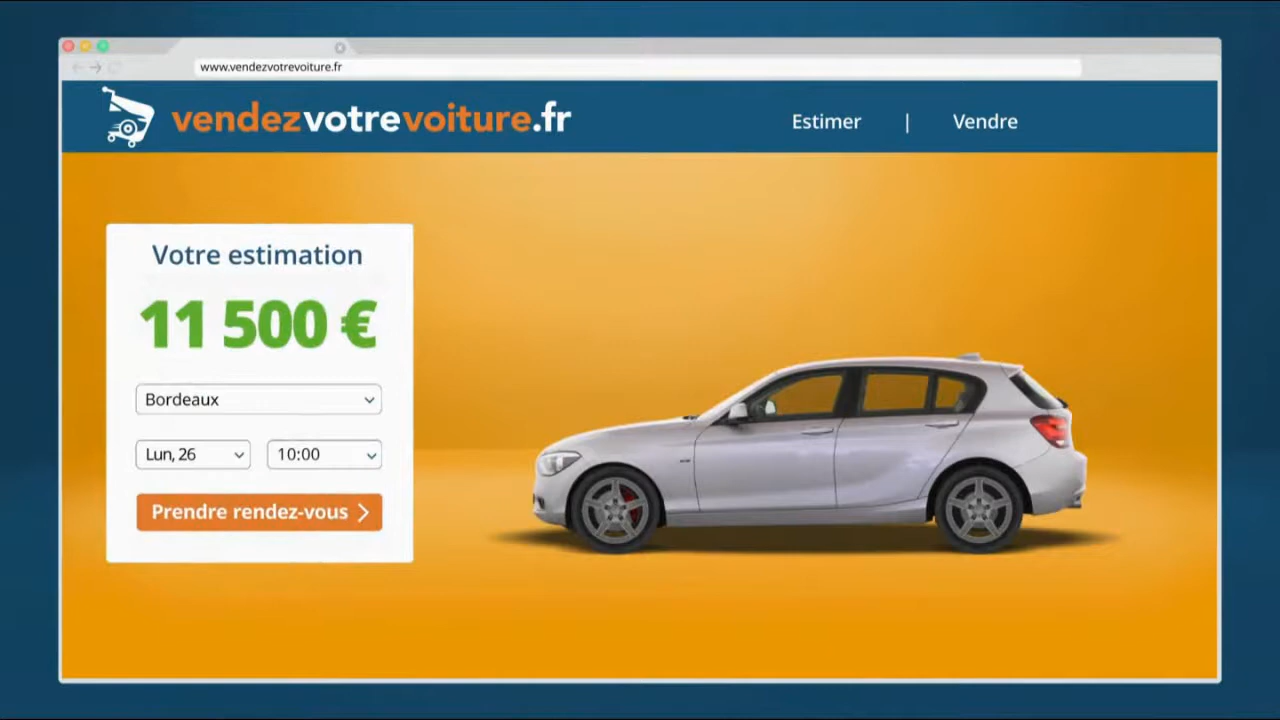 www.vendezvotrevoiture.fr
vendezvotrevoiture.fr
Estimer | Vendre
Votre estimation
11 500 €
Bordeaux
Lun, 26 10:00
Prendre rendez-vous